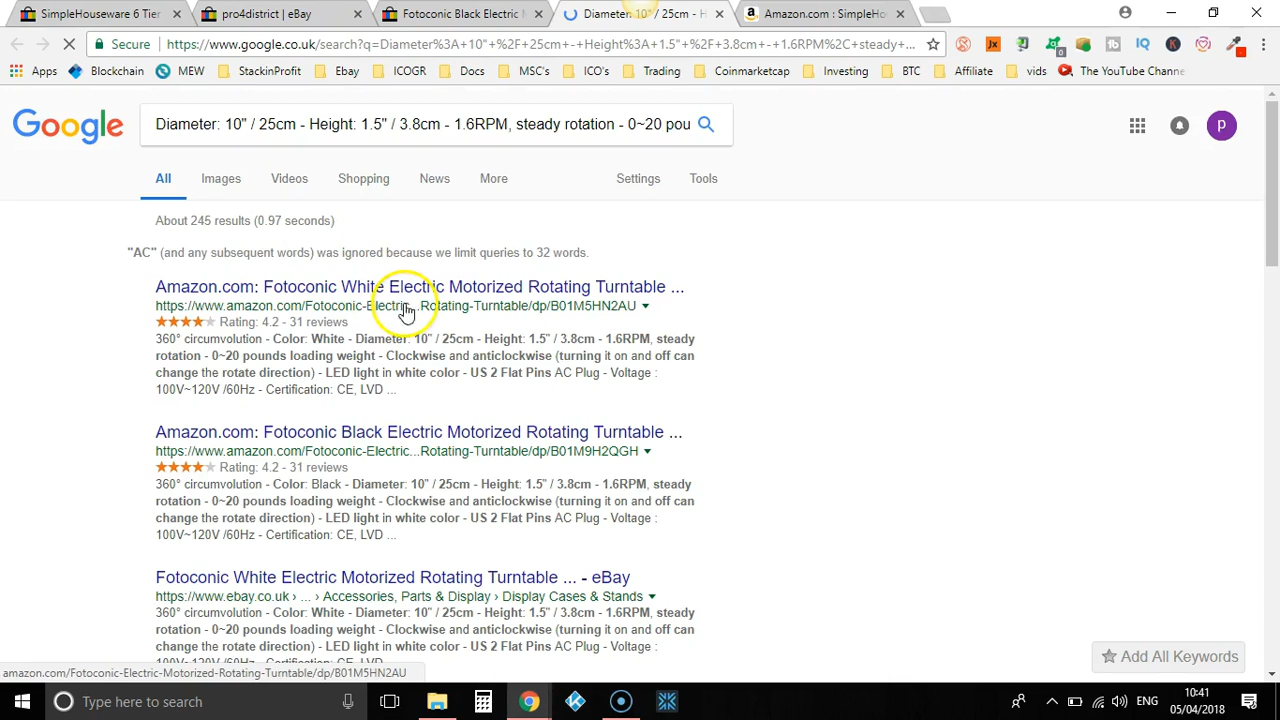 SimpleHouseware 6 Tier
pro4district | eBay
Fotoconic Black Electric M
Diameter: 10" / 25cm - H
Amazon.com : SimpleHo
Secure https://www.google.co.uk/search?q=Diameter%3A+10"+%2F+25cm+-+Height%3A+1.5"+%2F+3.8cm+-+1.6RPM%2C+steady+...
Apps Blockchain MEW StackinProfit Ebay ICOGR Docs MSC's ICO's Trading Coinmarketcap Investing BTC Affiliate vids The YouTube Channe
Google
Diameter: 10" / 25cm - Height: 1.5" / 3.8cm - 1.6RPM, steady rotation - 0~20 pou
p
All Images Videos Shopping News More Settings Tools
About 245 results (0.97 seconds)
"AC" (and any subsequent words) was ignored because we limit queries to 32 words.
Amazon.com: Fotoconic White Electric Motorized Rotating Turntable ...
https://www.amazon.com/Fotoconic-Electric...Rotating-Turntable/dp/B01M5HN2AU
Rating: 4.2 - 31 reviews
360° circumvolution - Color: White - Diameter: 10" / 25cm - Height: 1.5" / 3.8cm - 1.6RPM, steady
rotation - 0~20 pounds loading weight - Clockwise and anticlockwise (turning it on and off can
change the rotate direction) - LED light in white color - US 2 Flat Pins AC Plug - Voltage :
100V~120V /60Hz - Certification: CE, LVD ...
Amazon.com: Fotoconic Black Electric Motorized Rotating Turntable ...
https://www.amazon.com/Fotoconic-Electric...Rotating-Turntable/dp/B01M9H2QGH
Rating: 4.2 - 31 reviews
360° circumvolution - Color: Black - Diameter: 10" / 25cm - Height: 1.5" / 3.8cm - 1.6RPM, steady
rotation - 0~20 pounds loading weight - Clockwise and anticlockwise (turning it on and off can
change the rotate direction) - LED light in white color - US 2 Flat Pins AC Plug - Voltage :
100V~120V /60Hz - Certification: CE, LVD ...
Fotoconic White Electric Motorized Rotating Turntable ... - eBay
https://www.ebay.co.uk › ... › Accessories, Parts & Display › Display Cases & Stands
360° circumvolution - Color: White - Diameter: 10" / 25cm - Height: 1.5" / 3.8cm - 1.6RPM, steady
rotation - 0~20 pounds loading weight - Clockwise and anticlockwise (turning it on and off can
change the rotate direction) - LED light in white color - US 2 Flat Pins AC Plug - Voltage :
100V~120V /60Hz - Certification: CE, LVD ...
Add All Keywords
amazon.com/Fotoconic-Electric-Motorized-Rotating-Turntable/dp/B01M5HN2AU
Type here to search
ENG
10:41
05/04/2018